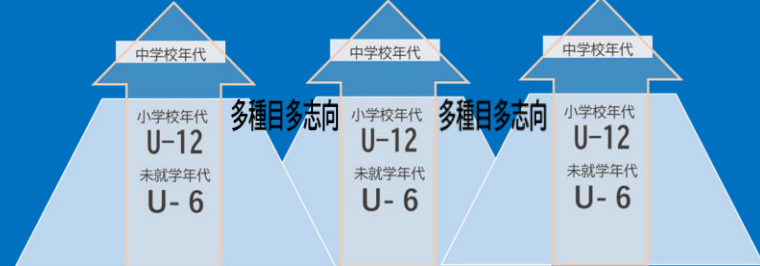 中学校年代
中学校年代
中学校年代
小学校年代
U-12
未就学年代
U- 6
多種目多志向
小学校年代
U-12
未就学年代
U- 6
多種目多志向
小学校年代
U-12
未就学年代
U- 6